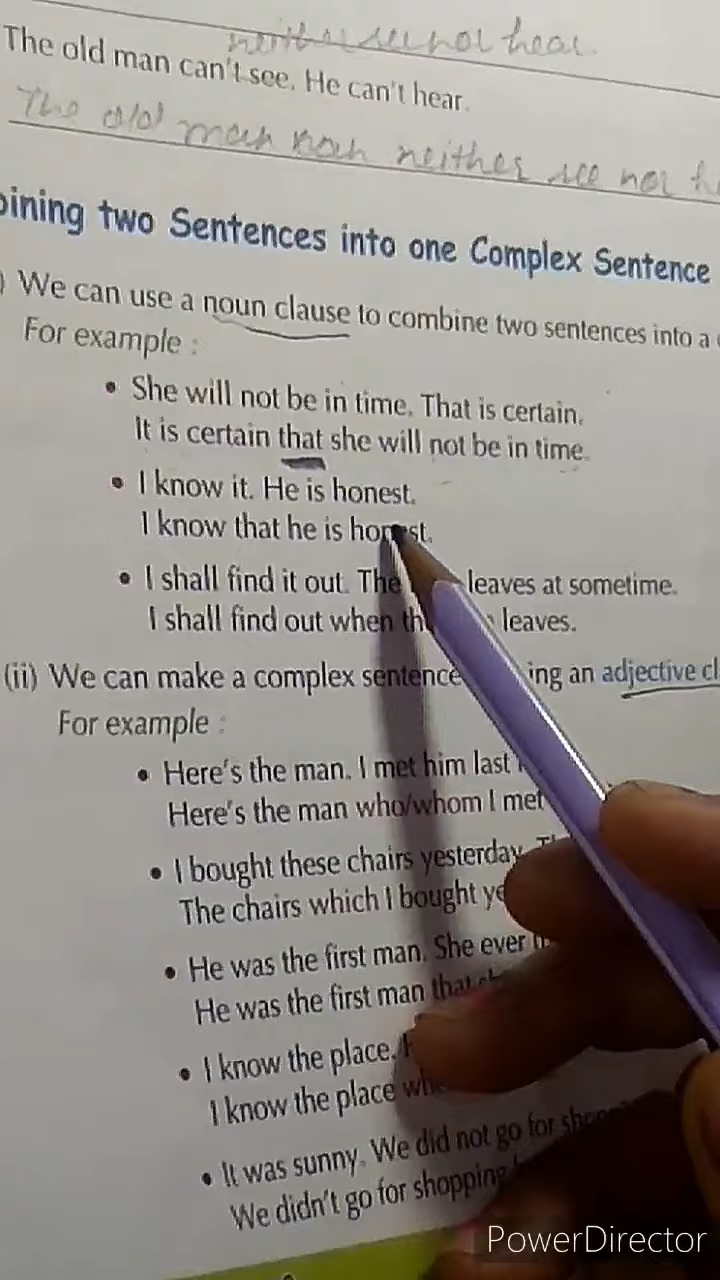 neither see nor hear.
The old man can't see. He can't hear.
The old man neither see nor
ining two Sentences into one Complex Sentence
) We can use a noun clause to combine two sentences into a
For example :
• She will not be in time. That is certain.
It is certain that she will not be in time.
• I know it. He is honest.
I know that he is honest.
• I shall find it out. The leaves at sometime.
I shall find out when leaves.
(ii) We can make a complex sentence ing an adjective cl
For example :
• Here's the man. I met him last
Here's the man who/whom I met
• I bought these chairs yesterday.
The chairs which I bought ye
• He was the first man. She ever
He was the first man that
• I know the place.
I know the place
• It was sunny. We did not go for
We didn't go for shopping
PowerDirector